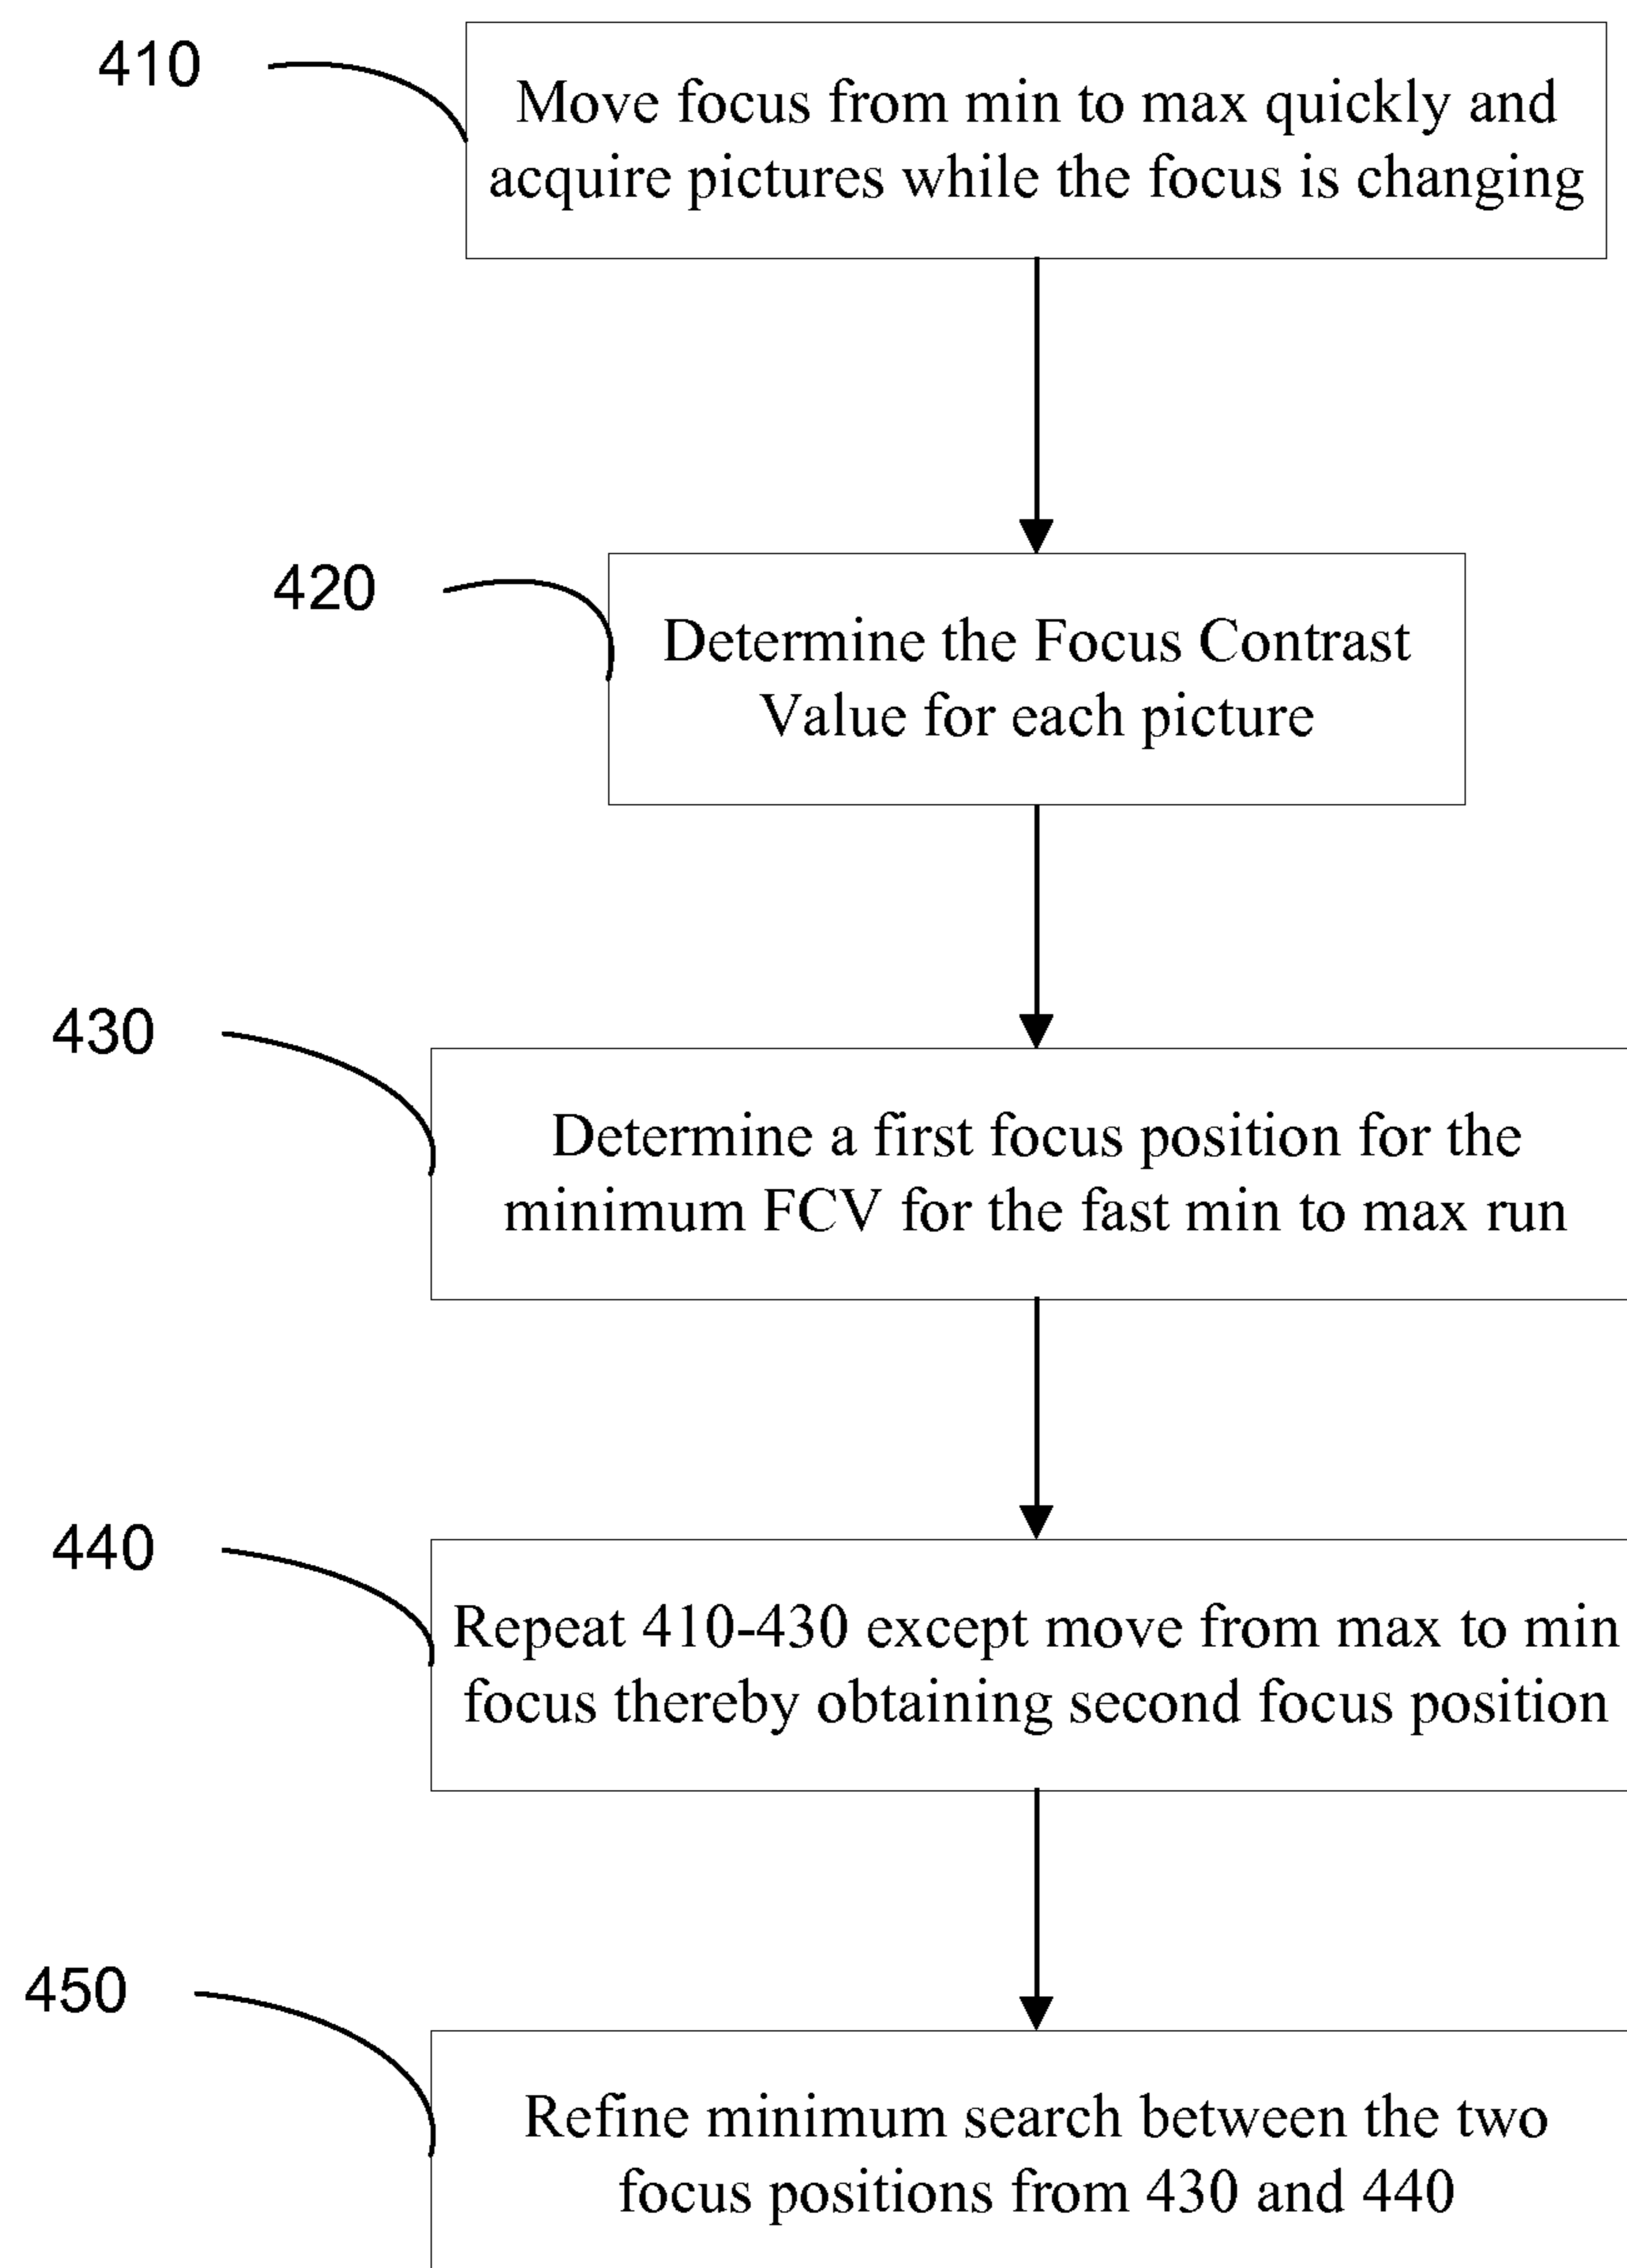 410
Move focus from min to max quickly and
acquire pictures while the focus is changing
420
Determine the Focus Contrast
Value for each picture
430
Determine a first focus position for the
minimum FCV for the fast min to max run
440
Repeat 410-430 except move from max to min
focus thereby obtaining second focus position
450
Refine minimum search between the two
focus positions from 430 and 440